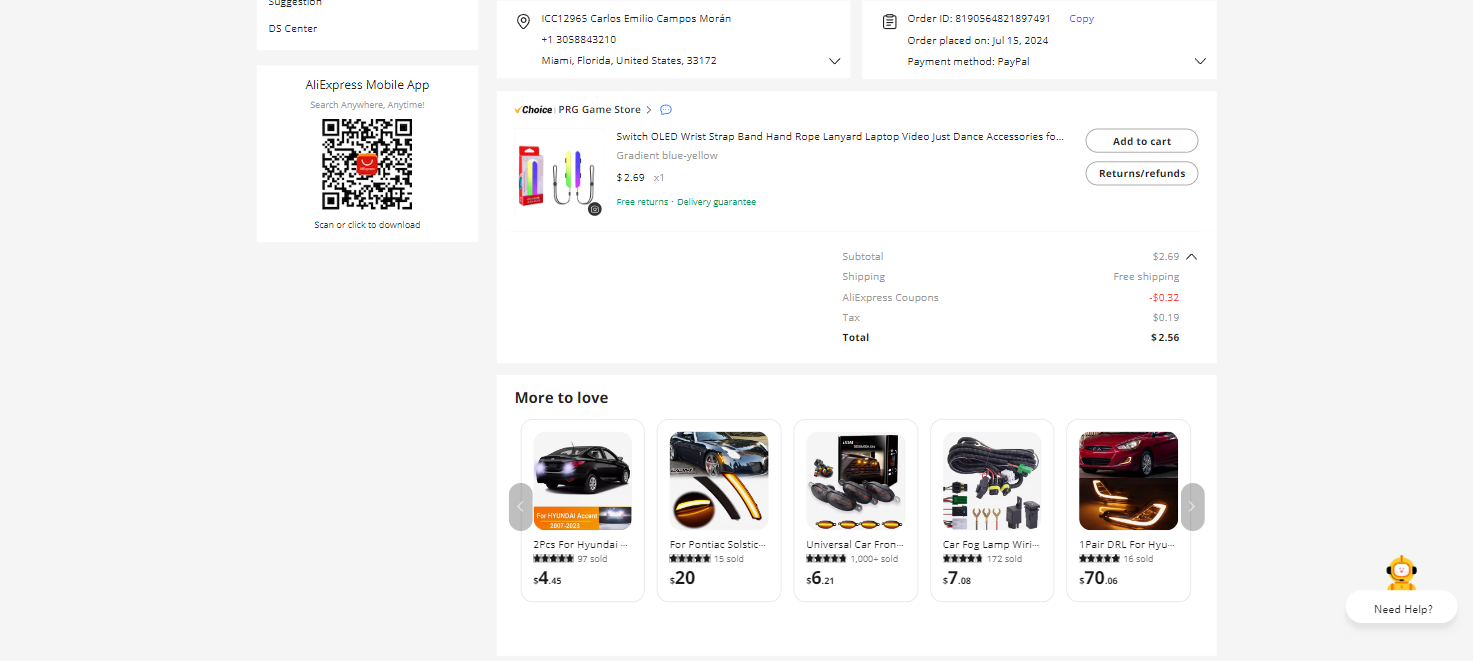 Suggestion
DS Center
AliExpress Mobile App
Search Anywhere, Anytime!
Scan or click to download
ICC12965 Carlos Emilio Campos Morán
+1 3058843210
Miami, Florida, United States, 33172
Order ID: 8190564821897491 Copy
Order placed on: Jul 15, 2024
Payment method: PayPal
Choice PRG Game Store
Switch OLED Wrist Strap Band Hand Rope Lanyard Laptop Video Just Dance Accessories fo...
Gradient blue-yellow
$2.69 x1
Free returns · Delivery guarantee
Add to cart
Returns/refunds
Subtotal $2.69
Shipping Free shipping
AliExpress Coupons -$0.32
Tax $0.19
Total $2.56
More to love
For HYUNDAI Accent
2007-2023
2Pcs For Hyundai ...
97 sold
$4.45
For Pontiac Solstic...
15 sold
$20
Universal Car Fron...
1,000+ sold
$6.21
Car Fog Lamp Wiri...
172 sold
$7.08
1Pair DRL For Hyu...
16 sold
$70.06
Need Help?